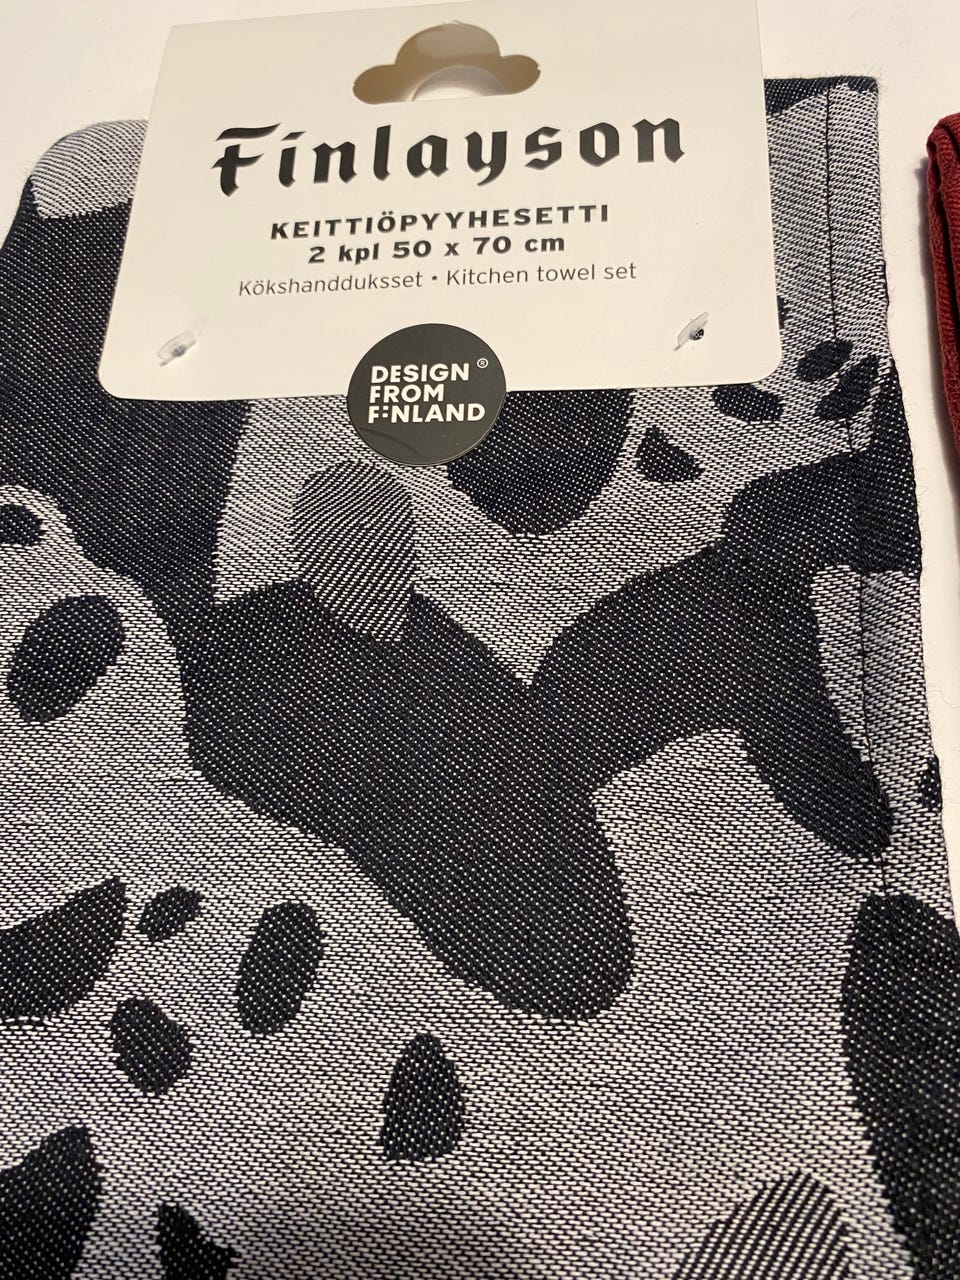 Finlayson
KEITTIÖPYYHESETTI
2 kpl 50 x 70 cm
Kökshandduksset • Kitchen towel set
DESIGN ®
FROM
FINLAND